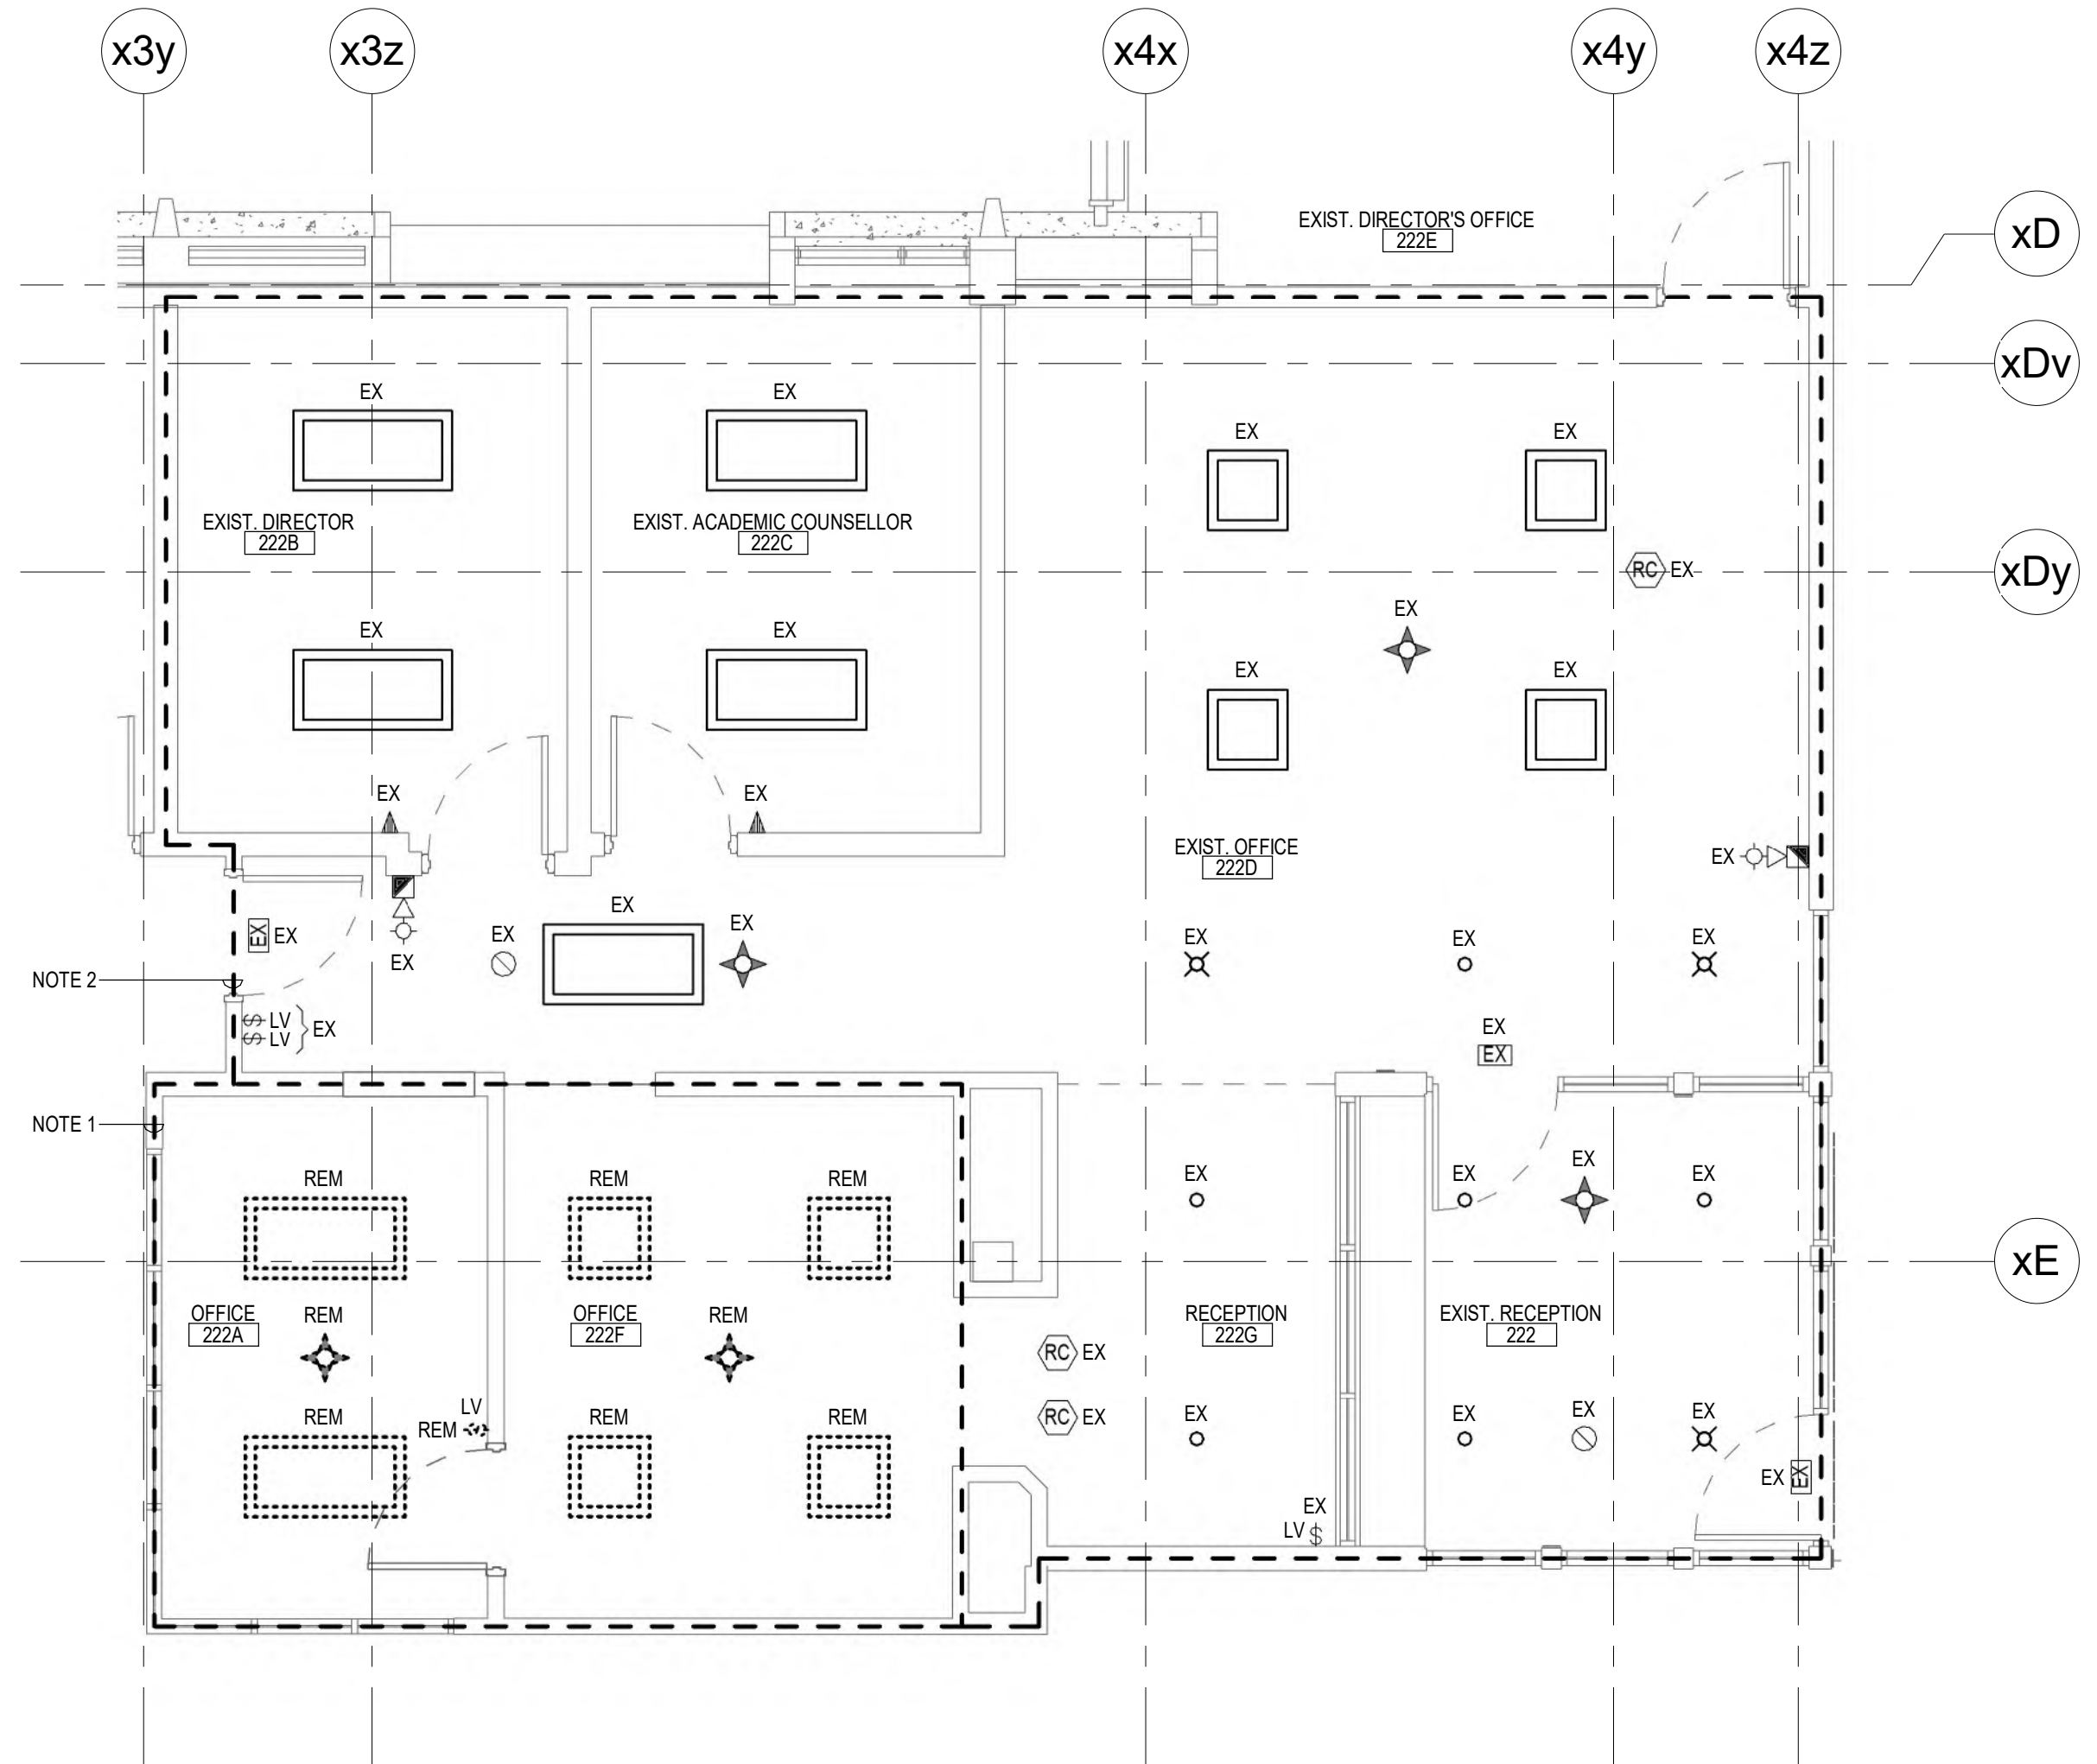 x3y
x3z
x4x
x4y
x4z
EXIST. DIRECTOR'S OFFICE
222E
xD
xDv
EX
EX
EX
EX
EXIST. DIRECTOR
222B
EXIST. ACADEMIC COUNSELLOR
222C
RC EX
xDy
EX
EX
EX
EX
EX
EX
EX
EXIST. OFFICE
222D
EX
EX
EX
EX
EX EX
EX
EX
EX
EX
EX
NOTE 2
$ LV
$ LV
EX
EX
EX
NOTE 1
REM
REM
REM
EX
EX
EX
EX
xE
OFFICE
222A
REM
OFFICE
222F
REM
RECEPTION
222G
EXIST. RECEPTION
222
RC EX
LV
REM
REM
REM
REM
RC EX
EX
EX
EX
EX
EX EX
EX
LV $